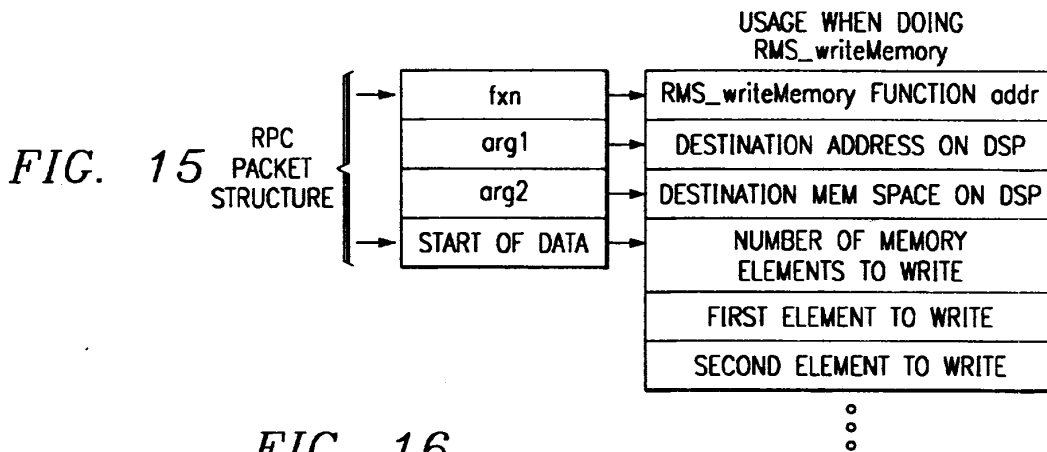 USAGE WHEN DOING
RMS_writeMemory
FIG. 15
RPC
PACKET
STRUCTURE
fxn
arg1
arg2
START OF DATA
RMS_writeMemory FUNCTION addr
DESTINATION ADDRESS ON DSP
DESTINATION MEM SPACE ON DSP
NUMBER OF MEMORY
ELEMENTS TO WRITE
FIRST ELEMENT TO WRITE
SECOND ELEMENT TO WRITE
FIG. 16